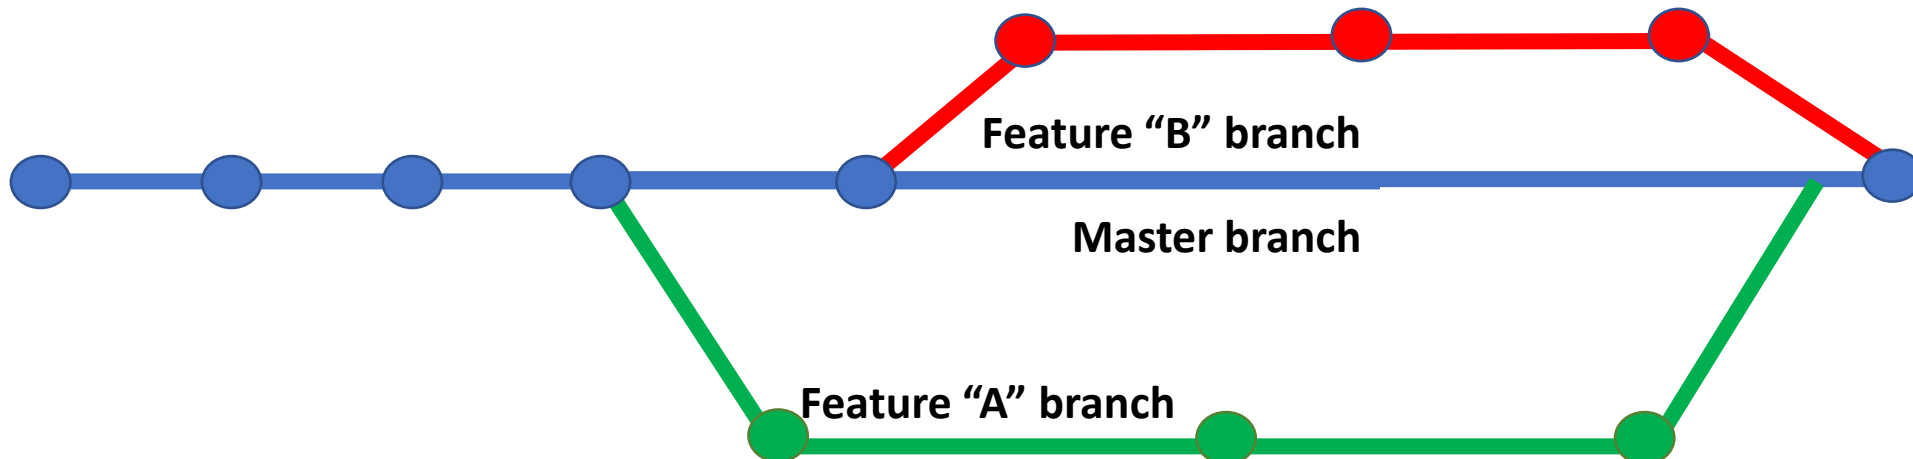 Feature “B” branch
Master branch
Feature “A” branch